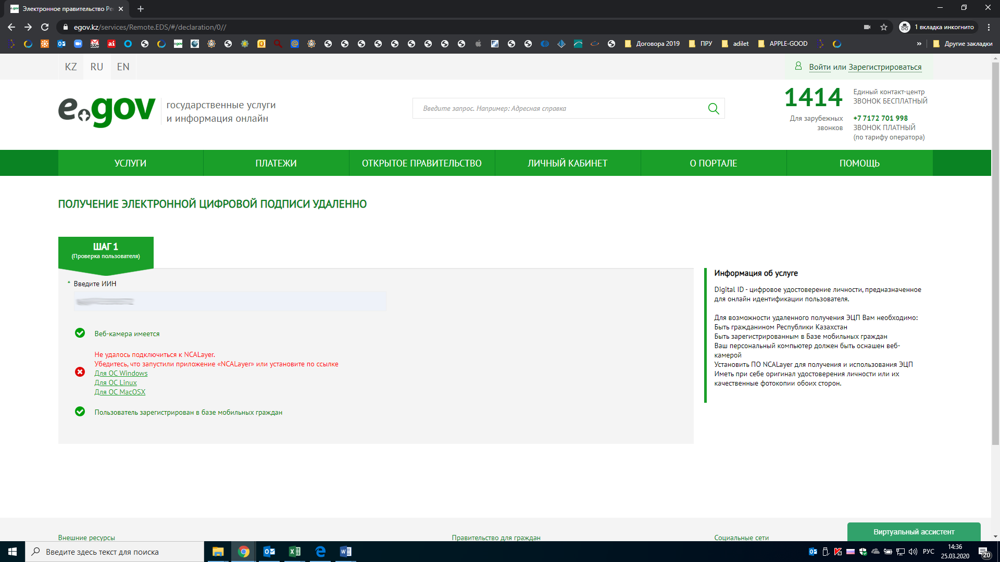 Электронное правительство Ре
egov.kz/services/Remote.EDS/#/declaration/0//
1 вкладка инкогнито
Договора 2019
ПРУ
adilet
APPLE-GOOD
»
Другие закладки
KZ RU EN
Войти или Зарегистрироваться
e.gov
государственные услуги
и информация онлайн
Введите запрос. Например: Адресная справка
1414
Единый контакт-центр
ЗВОНОК БЕСПЛАТНЫЙ
Для зарубежных
звонков
+7 7172 701 998
ЗВОНОК ПЛАТНЫЙ
(по тарифу оператора)
УСЛУГИ
ПЛАТЕЖИ
ОТКРЫТОЕ ПРАВИТЕЛЬСТВО
ЛИЧНЫЙ КАБИНЕТ
О ПОРТАЛЕ
ПОМОЩЬ
ПОЛУЧЕНИЕ ЭЛЕКТРОННОЙ ЦИФРОВОЙ ПОДПИСИ УДАЛЕННО
ШАГ 1
(Проверка пользователя)
* Введите ИИН
Веб-камера имеется
Не удалось подключиться к NCALayer.
Убедитесь, что запустили приложение «NCALayer» или установите по ссылке
Для ОС Windows
Для ОС Linux
Для ОС MacOSX
Пользователь зарегистрирован в базе мобильных граждан
Информация об услуге
Digital ID - цифровое удостоверение личности, предназначенное
для онлайн идентификации пользователя.
Для возможности удаленного получения ЭЦП Вам необходимо:
Быть гражданином Республики Казахстан
Быть зарегистрированным в Базе мобильных граждан
Ваш персональный компьютер должен быть оснашен веб-
камерой
Установить ПО NCALayer для получения и использования ЭЦП
Иметь при себе оригинал удостоверения личности или их
качественные фотокопии обоих сторон.
Внешние ресурсы
Правительство для граждан
Социальные сети
Виртуальный ассистент
Введите здесь текст для поиска
РУС
14:36
25.03.2020
20